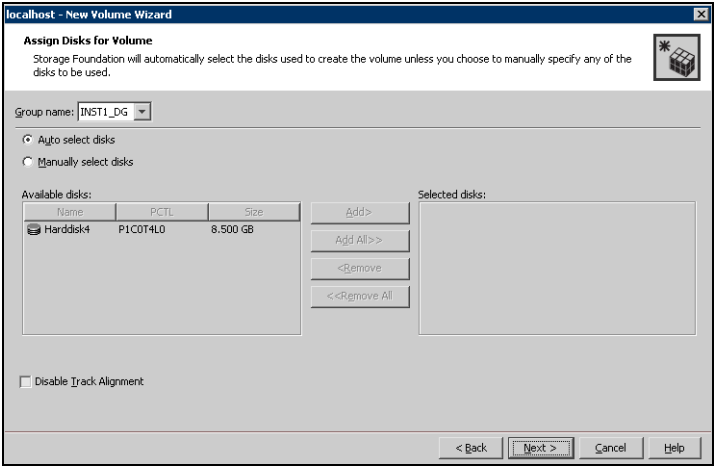 localhost - New Volume Wizard
Assign Disks for Volume
Storage Foundation will automatically select the disks used to create the volume unless you choose to manually specify any of the
disks to be used.
Group name: INST1_DG
Auto select disks
Manually select disks
Available disks:
Selected disks:
Name PCTL Size
Harddisk4 P1C0T4L0 8.500 GB
Add>
Add All>>
<Remove
<<Remove All
Disable Track Alignment
< Back Next > Cancel Help